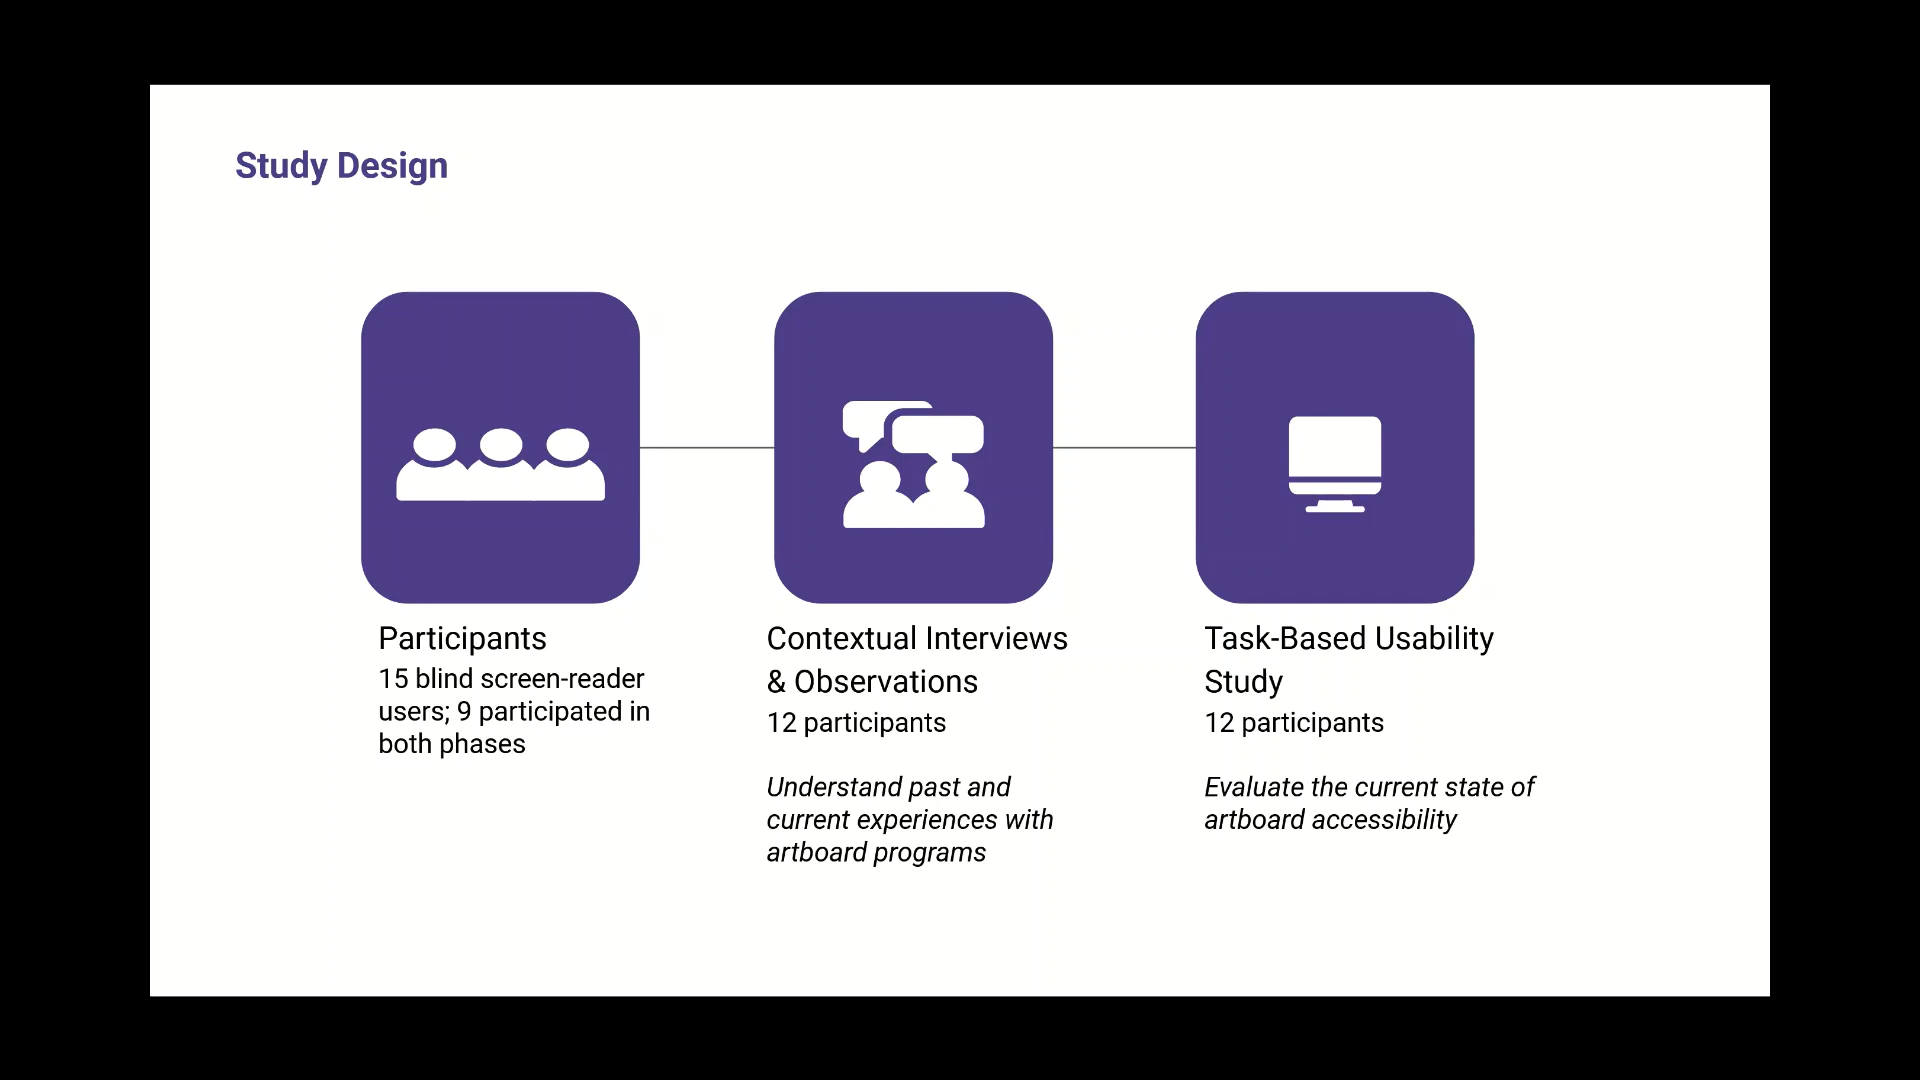 Study Design
Participants
15 blind screen-reader
users; 9 participated in
both phases
Contextual Interviews
& Observations
12 participants
Understand past and
current experiences with
artboard programs
Task-Based Usability
Study
12 participants
Evaluate the current state of
artboard accessibility